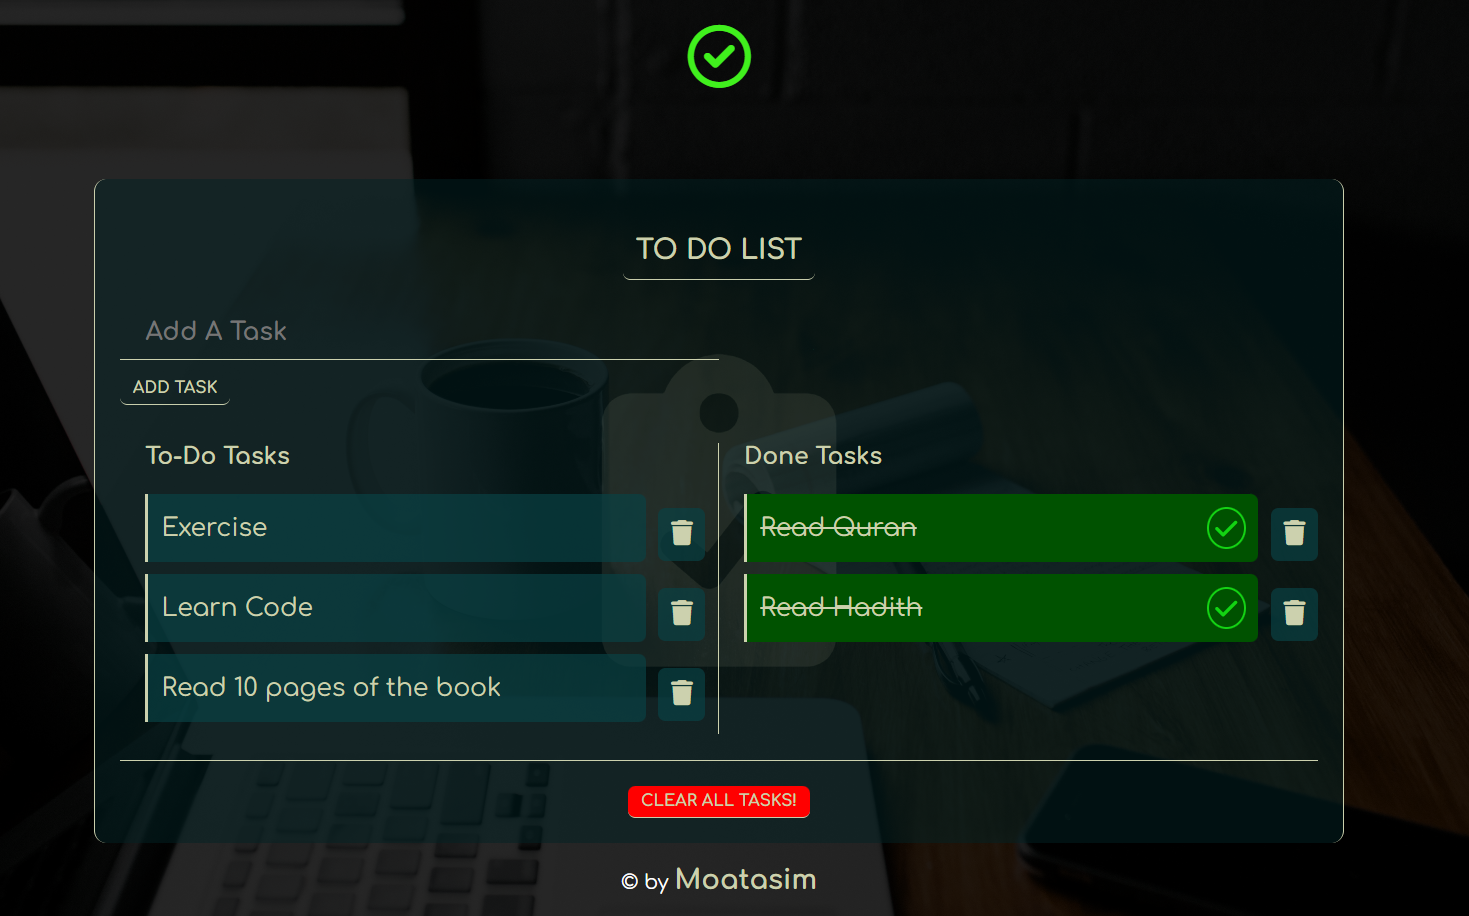 TO DO LIST
Add A Task
ADD TASK
To-Do Tasks
Exercise
Learn Code
Read 10 pages of the book
Done Tasks
Read Quran
Read Hadith
CLEAR ALL TASKS!
© by Moatasim